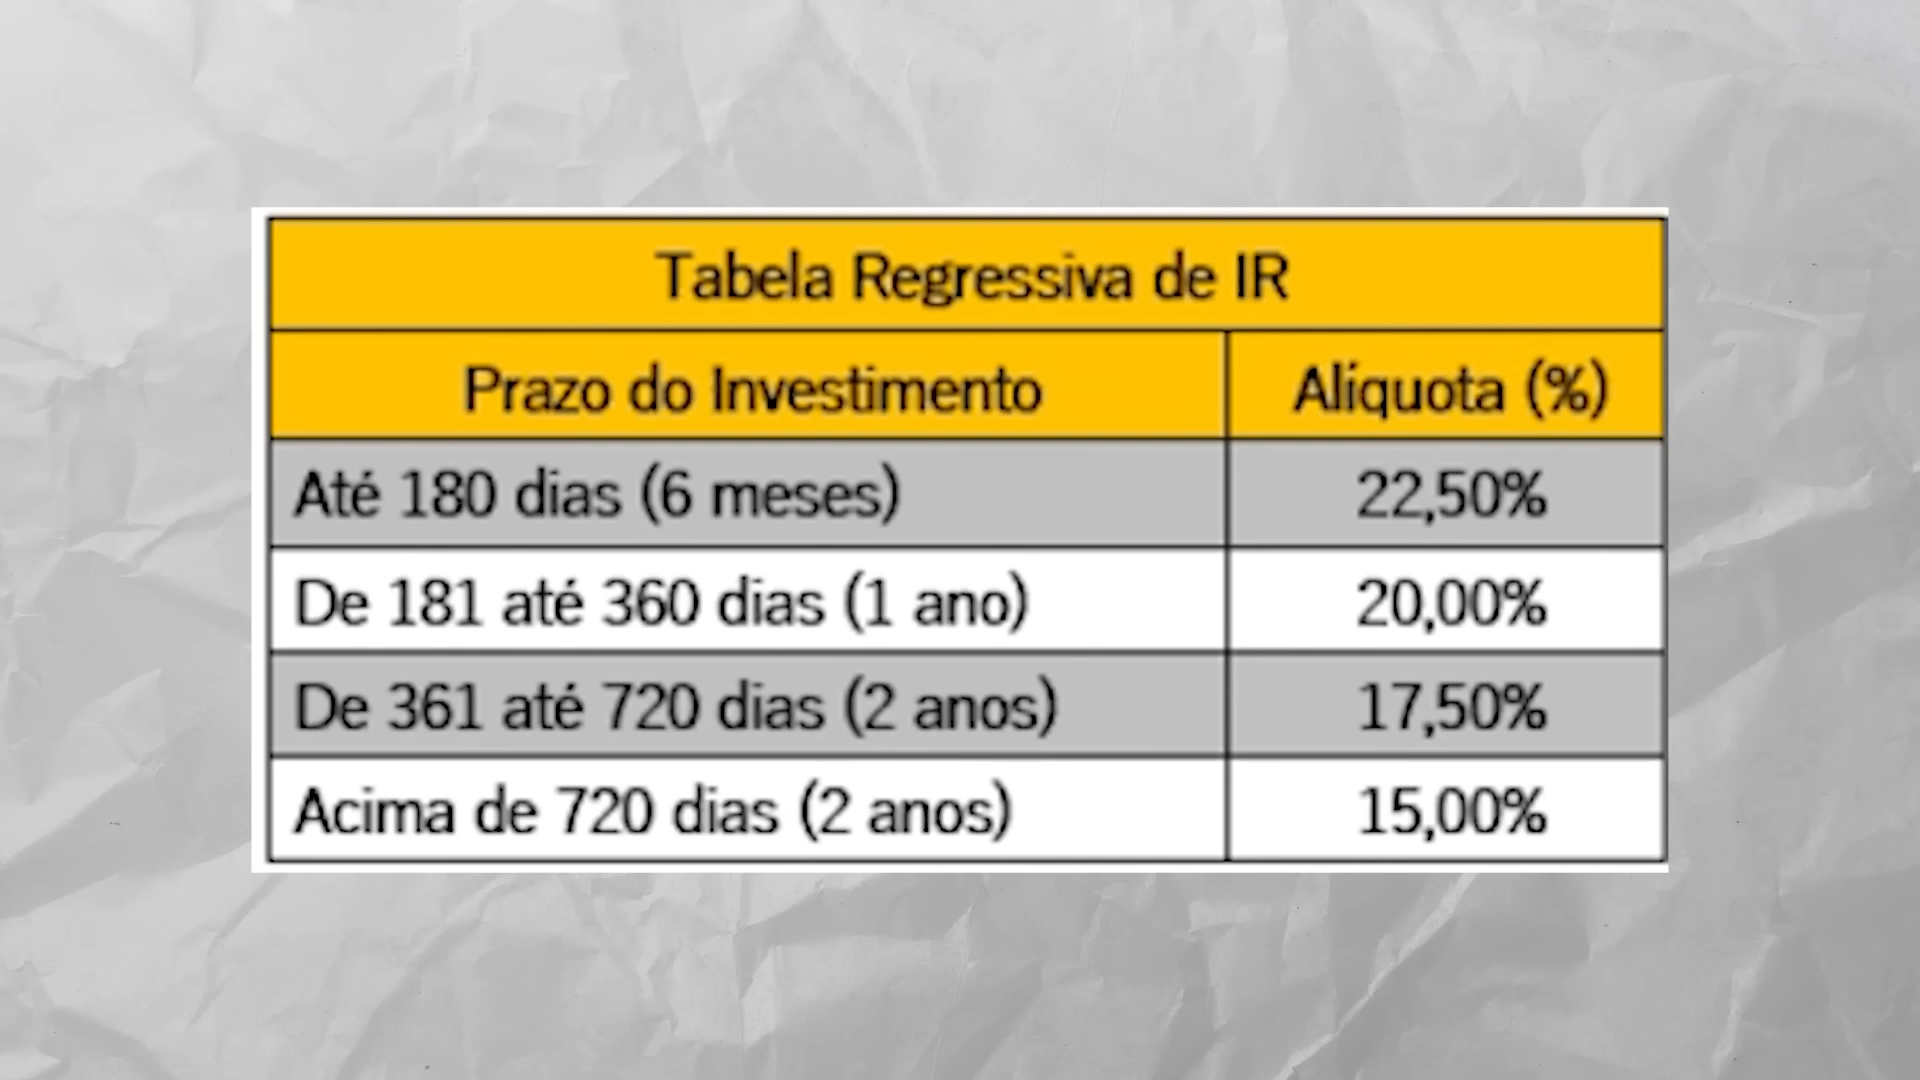 Tabela Regressiva de IR
Prazo do Investimento Alíquota (%)
Até 180 dias (6 meses) 22,50%
De 181 até 360 dias (1 ano) 20,00%
De 361 até 720 dias (2 anos) 17,50%
Acima de 720 dias (2 anos) 15,00%